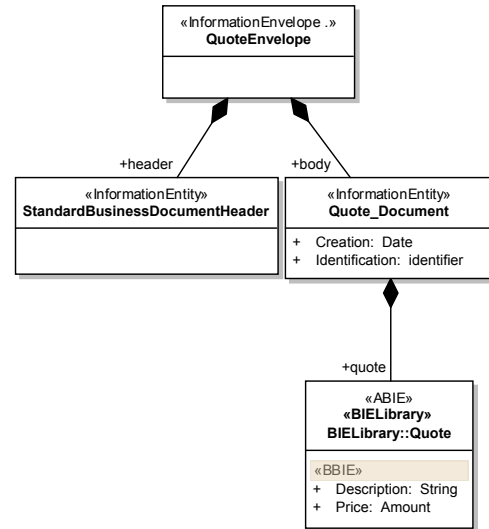 «InformationEnvelope .»
QuoteEnvelope
+header
+body
«InformationEntity»
StandardBusinessDocumentHeader
«InformationEntity»
Quote_Document
+ Creation: Date
+ Identification: identifier
+quote
«ABIE»
«BIELibrary»
BIELibrary::Quote
«BBIE»
+ Description: String
+ Price: Amount